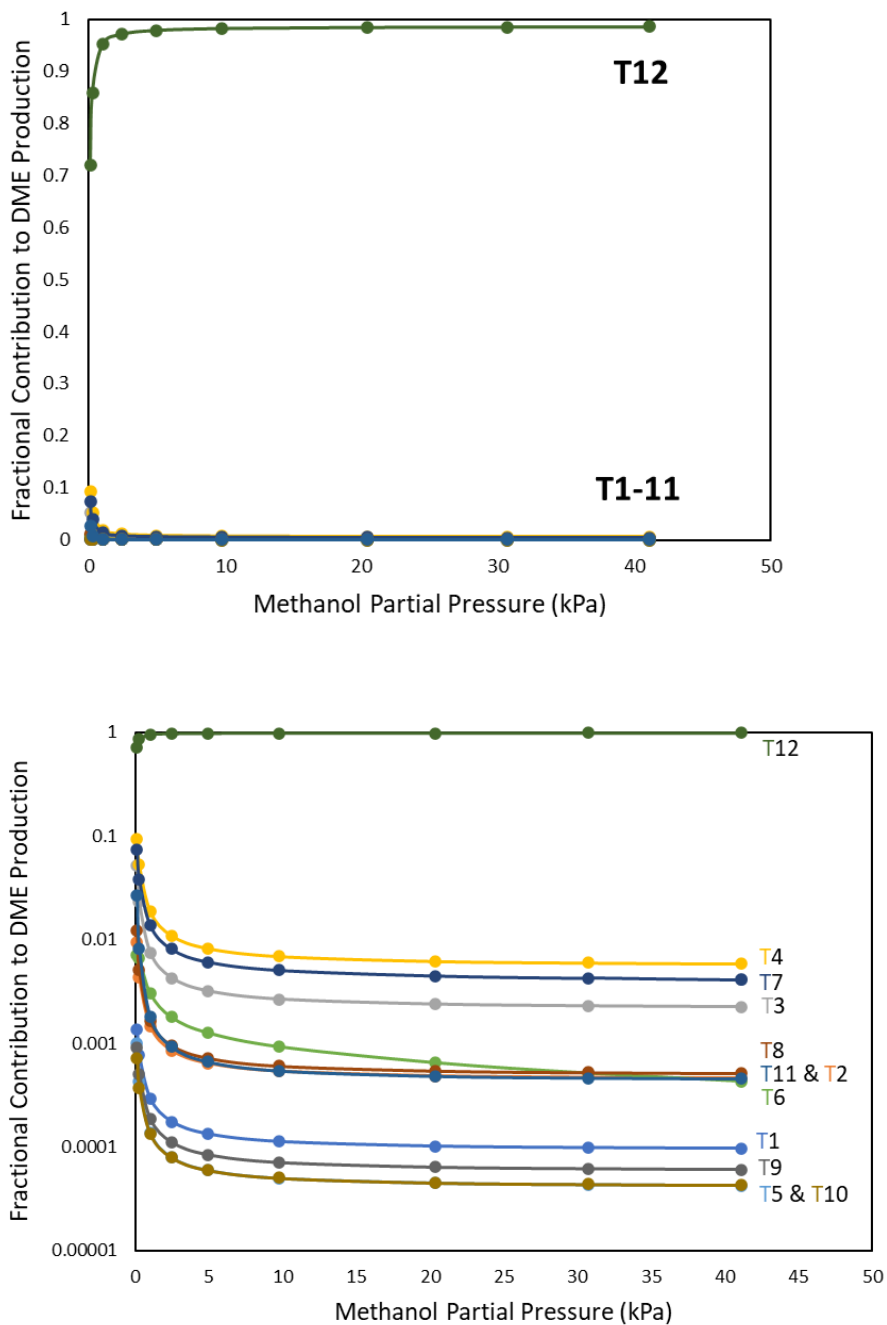 1
0.9
0.8
0.7
0.6
0.5
0.4
0.3
0.2
0.1
0
Fractional Contribution to DME Production
T12
T1-11
0 10 20 30 40 50
Methanol Partial Pressure (kPa)
1
0.1
0.01
0.001
0.0001
0.00001
Fractional Contribution to DME Production
T12
T4
T7
T3
T8
T11 & T2
T6
T1
T9
T5 & T10
0 5 10 15 20 25 30 35 40 45 50
Methanol Partial Pressure (kPa)